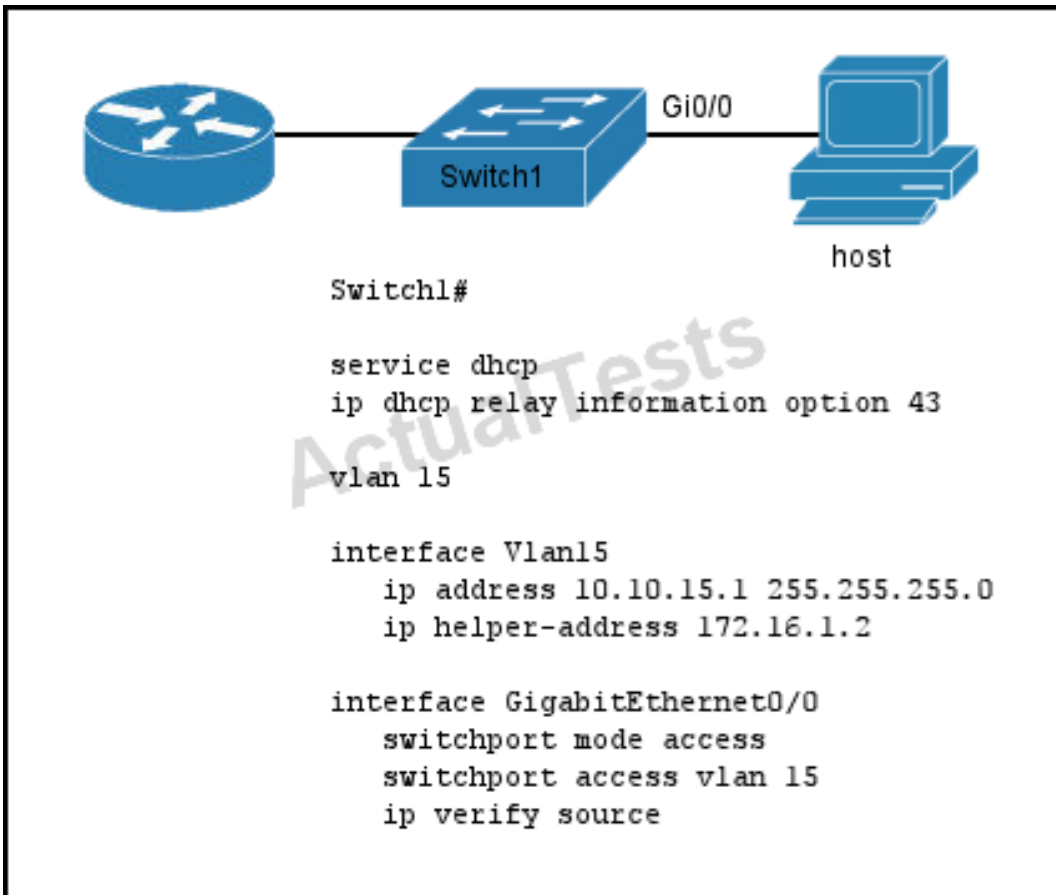 Gi0/0
Switch1
host
Switch1#
service dhcp
ip dhcp relay information option 43
vlan 15
interface Vlan15
ip address 10.10.15.1 255.255.255.0
ip helper-address 172.16.1.2
interface GigabitEthernet0/0
switchport mode access
switchport access vlan 15
ip verify source
ActualTests